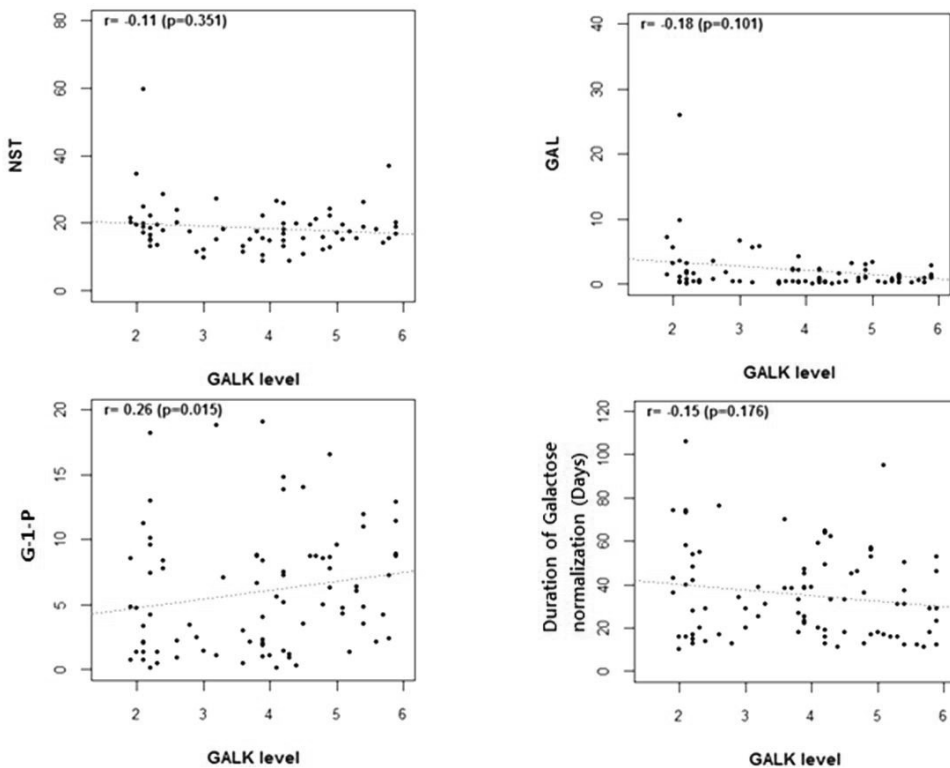 r= -0.11 (p=0.351)
80
60
40
20
0
NST
2 3 4 5 6
GALK level
r= -0.18 (p=0.101)
40
30
20
10
0
GAL
2 3 4 5 6
GALK level
r= 0.26 (p=0.015)
20
15
10
5
0
G-1-P
2 3 4 5 6
GALK level
r= -0.15 (p=0.176)
120
100
80
60
40
20
0
Duration of Galactose
normalization (Days)
2 3 4 5 6
GALK level